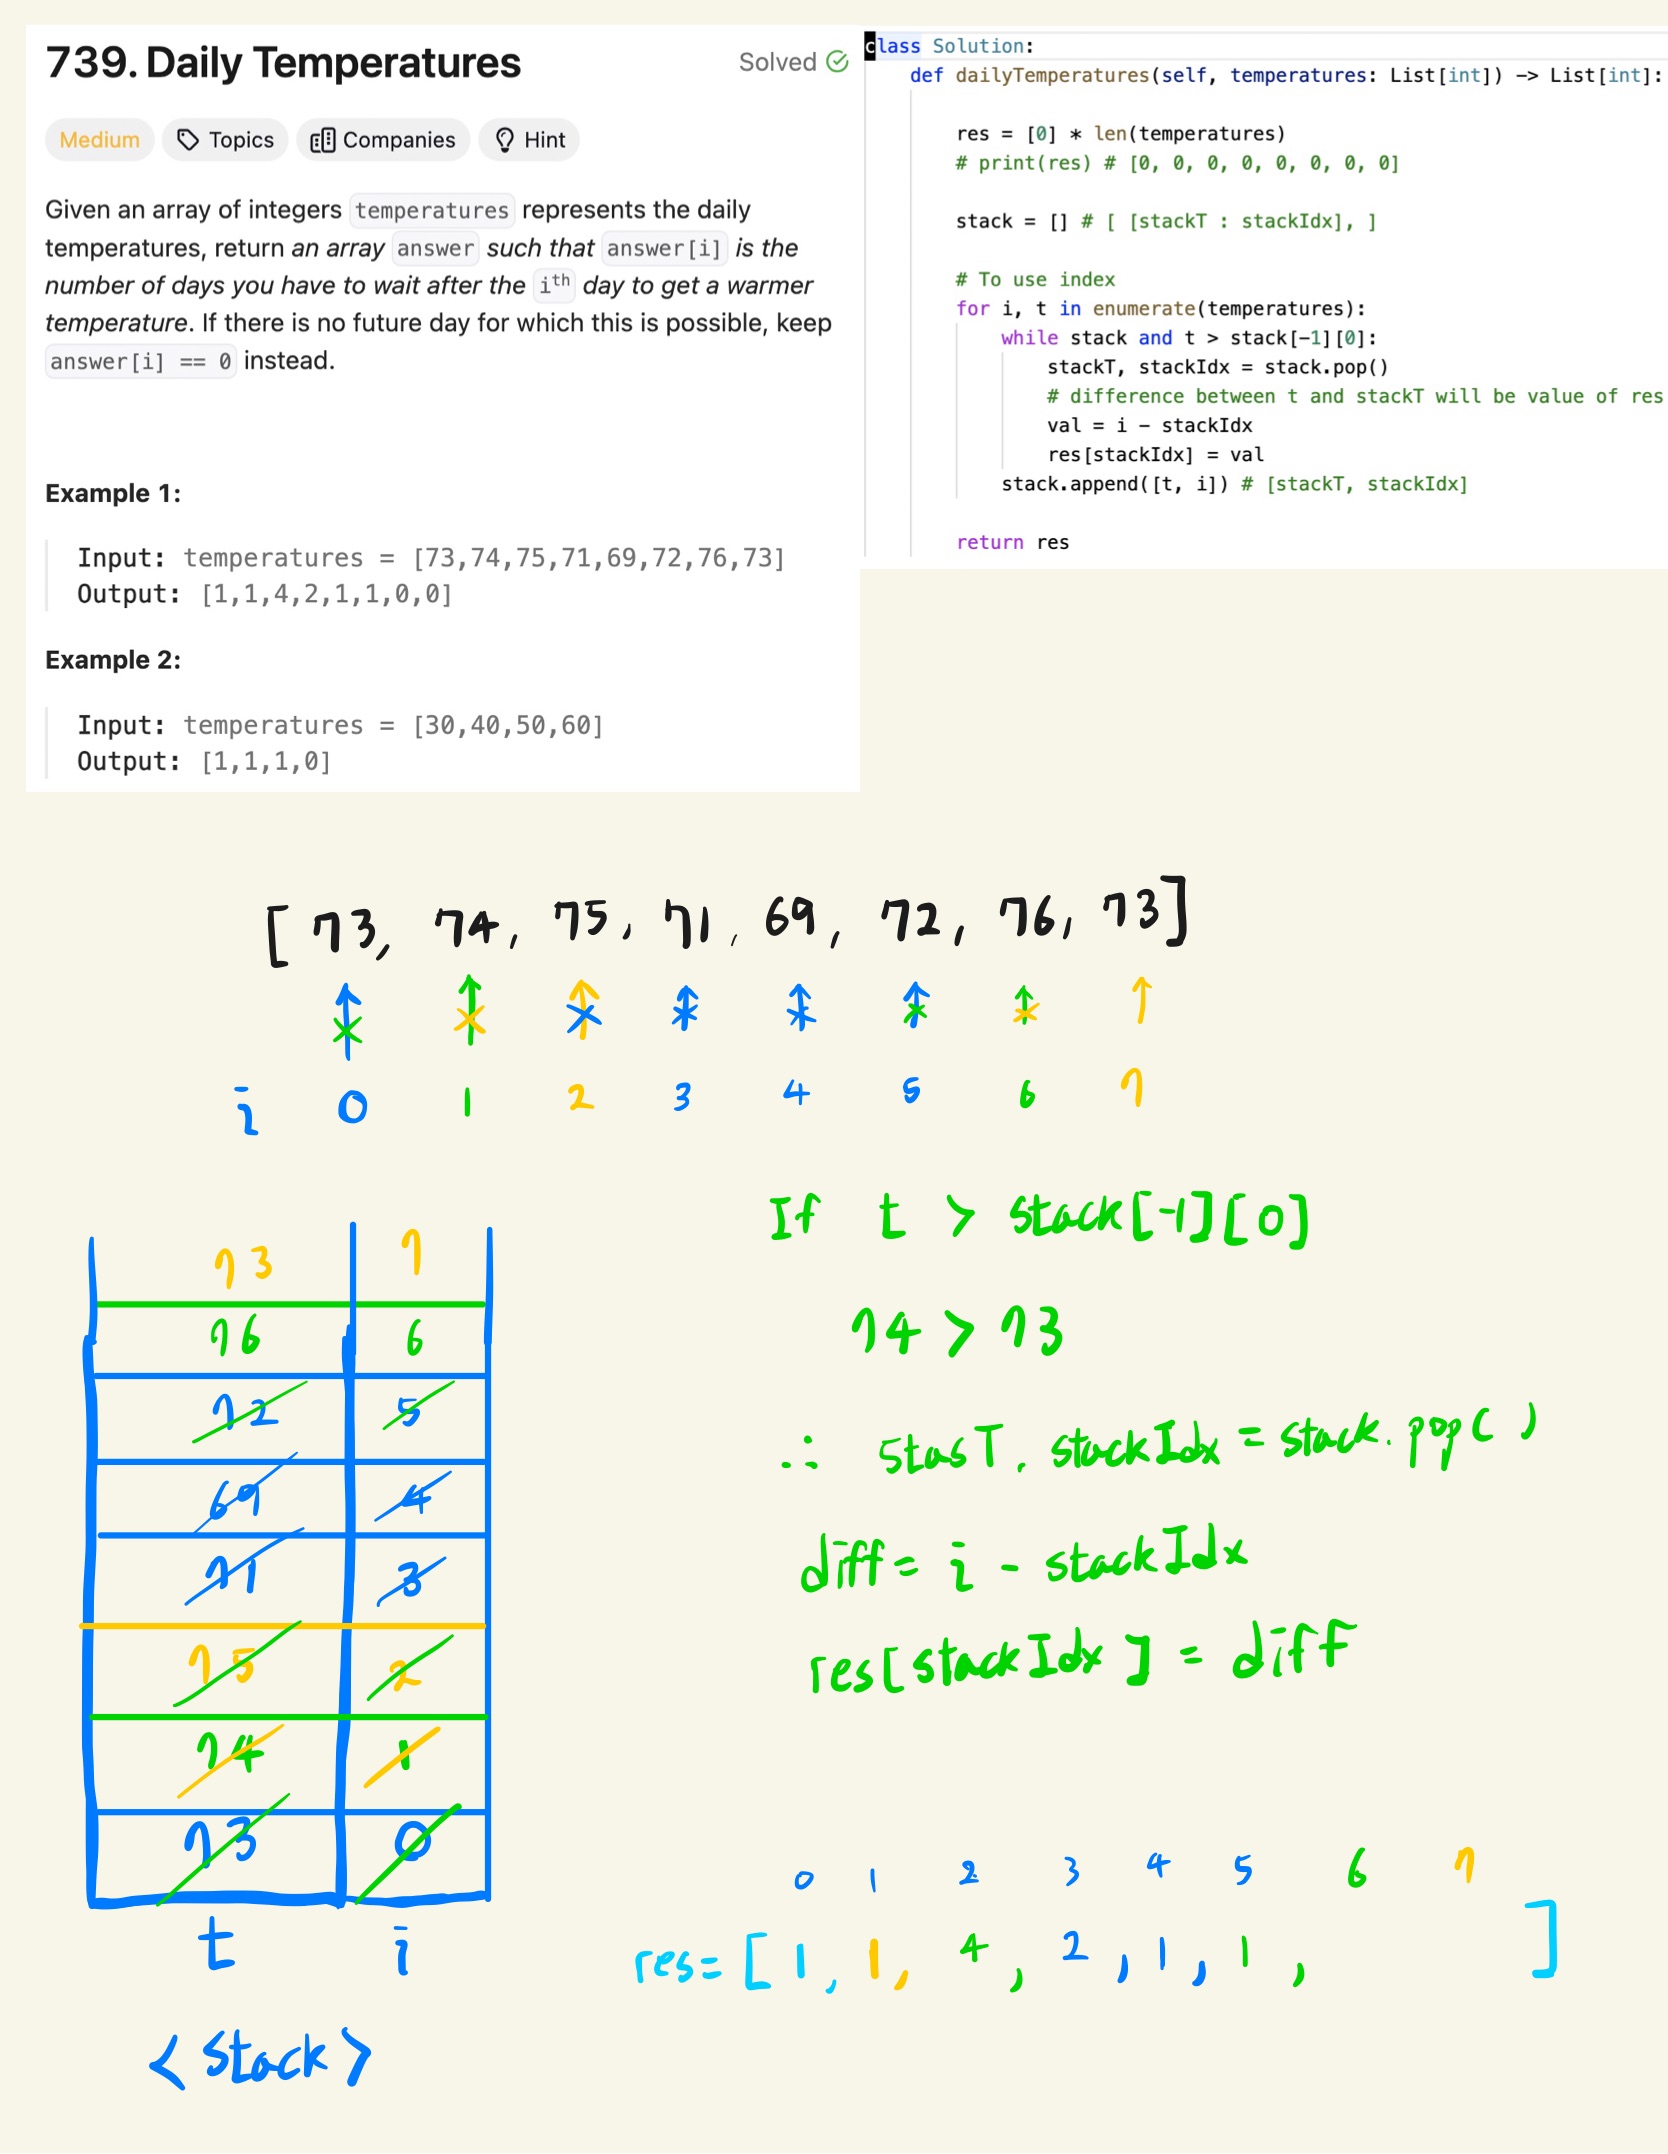 739. Daily Temperatures
Solved
Medium
Topics
Companies
Hint
Given an array of integers temperatures represents the daily
temperatures, return an array answer such that answer[i] is the
number of days you have to wait after the ith day to get a warmer
temperature. If there is no future day for which this is possible, keep
answer[i] == 0 instead.
Example 1:
Input: temperatures = [73,74,75,71,69,72,76,73]
Output: [1,1,4,2,1,1,0,0]
Example 2:
Input: temperatures = [30,40,50,60]
Output: [1,1,1,0]
class Solution:
def dailyTemperatures(self, temperatures: List[int]) -> List[int]:
res = [0] * len(temperatures)
# print(res) # [0, 0, 0, 0, 0, 0, 0, 0]
stack = [] # [ [stackT : stackIdx], ]
# To use index
for i, t in enumerate(temperatures):
while stack and t > stack[-1][0]:
stackT, stackIdx = stack.pop()
# difference between t and stackT will be value of res
val = i - stackIdx
res[stackIdx] = val
stack.append([t, i]) # [stackT, stackIdx]
return res
[ 73, 74, 75, 71, 69, 72, 76, 73]
i 0 1 2 3 4 5 6 7
73 7
76 6
72 5
69 4
71 3
75 2
74 1
73 0
t i
<stack>
If t > stack[-1][0]
74 > 73
∴ stasT, stackIdx = stack.pop()
diff = i - stackIdx
res[stackIdx] = diff
0 1 2 3 4 5 6 7
res= [ 1, 1, 4, 2, 1, 1, ]